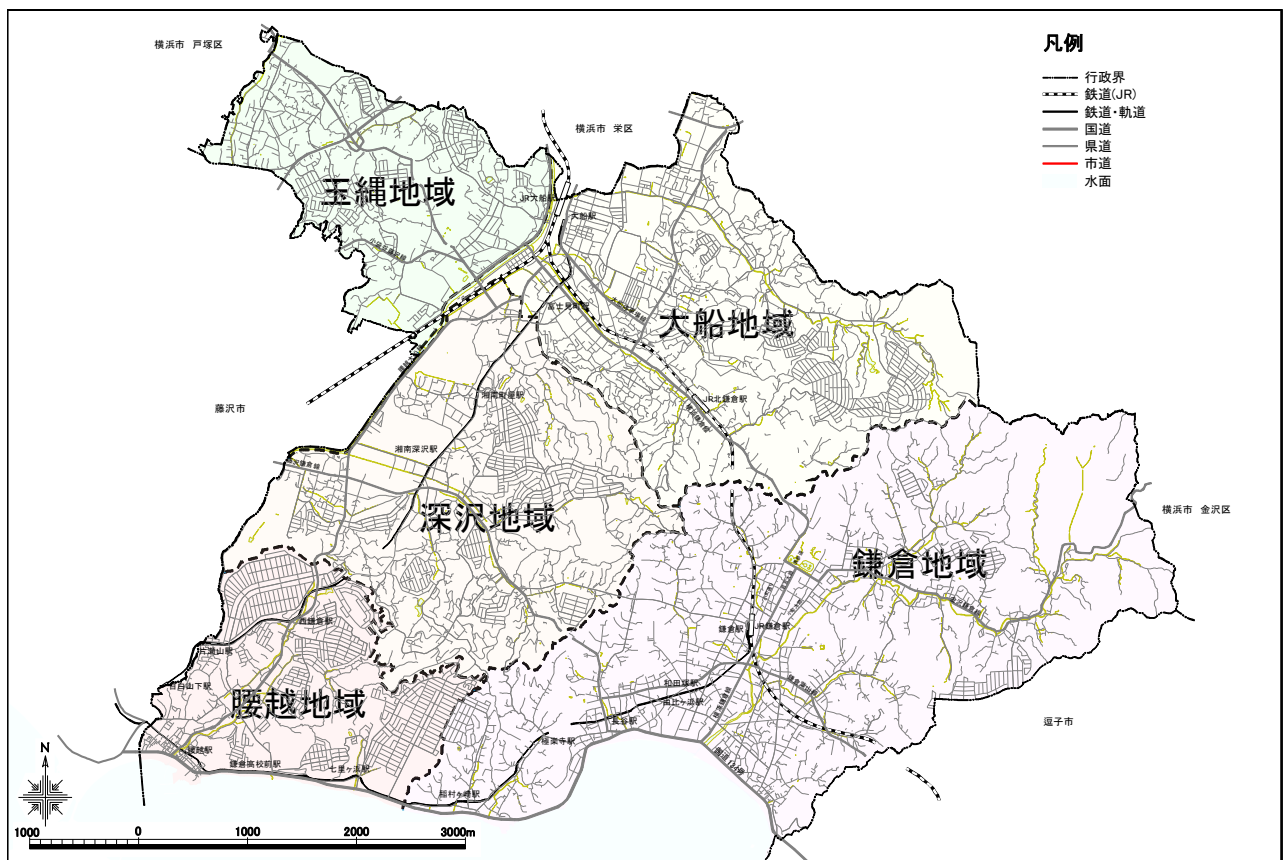 横浜市 戸塚区
凡例
行政界
鉄道(JR)
鉄道・軌道
国道
県道
市道
水面
横浜市 栄区
玉縄地域
JR大船駅
大船駅
富士見町駅
大船地域
藤沢市
湘南町屋駅
JR北鎌倉駅
湘南深沢駅
深沢地域
横浜市 金沢区
鎌倉地域
西鎌倉駅
片瀬山駅
鎌倉駅
JR鎌倉駅
目白山下駅
腰越地域
和田塚駅
由比ヶ浜駅
長谷駅
極楽寺駅
逗子市
腰越駅
鎌倉高校前駅
七里ヶ浜駅
稲村ヶ崎駅
国道134号
N
1000 0 1000 2000 3000m